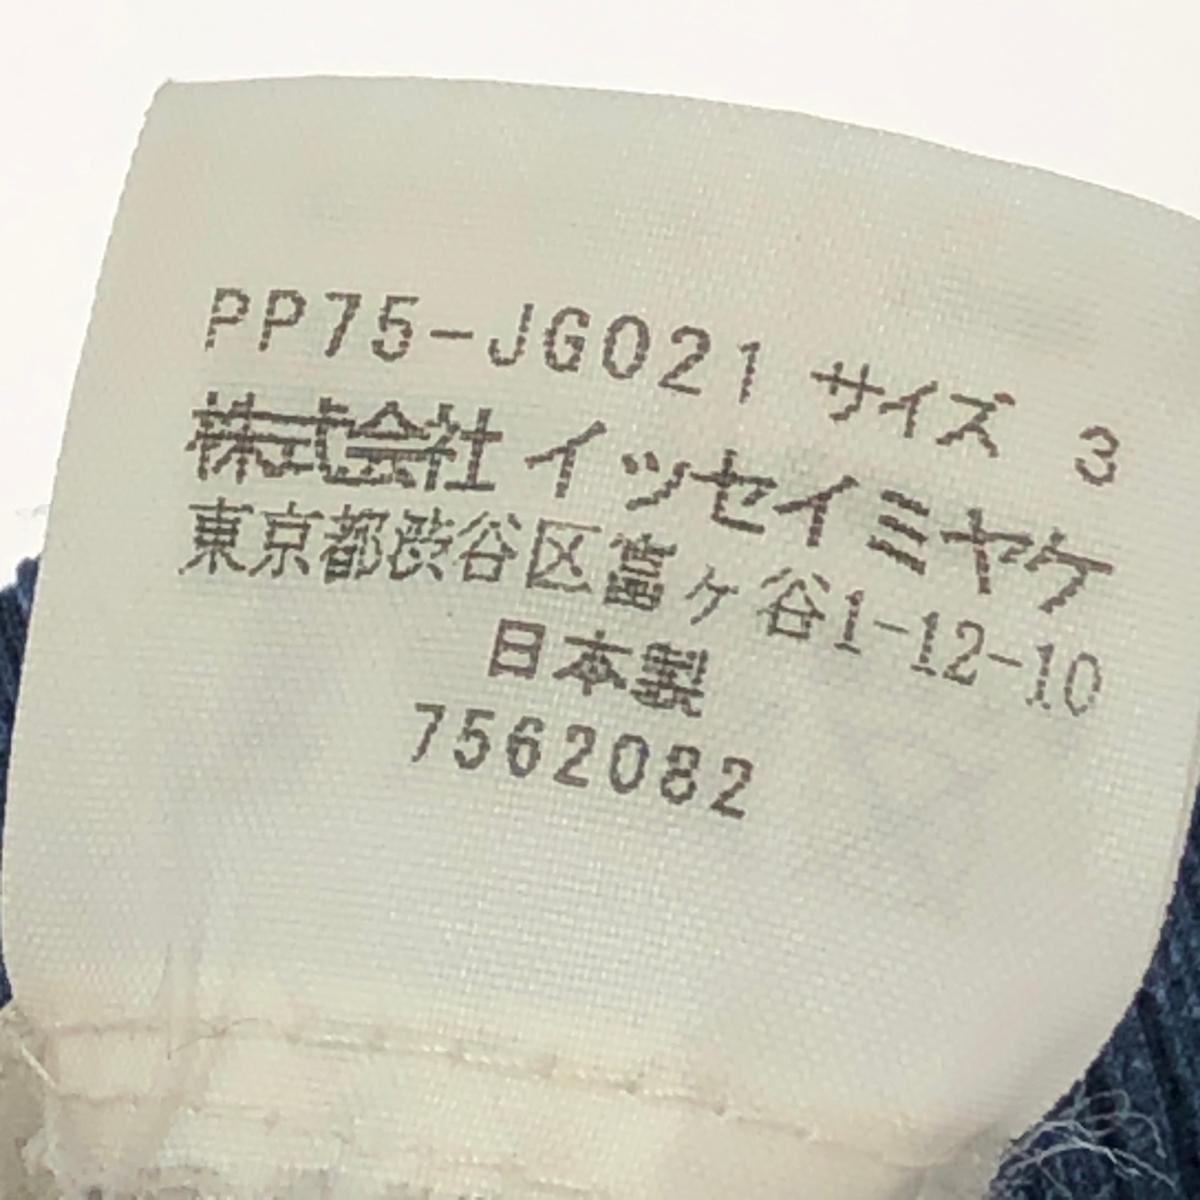 PP75-JG021 サイズ 3
株式会社 イッセイミヤケ
東京都渋谷区富ヶ谷1-12-10
日本製
7562082